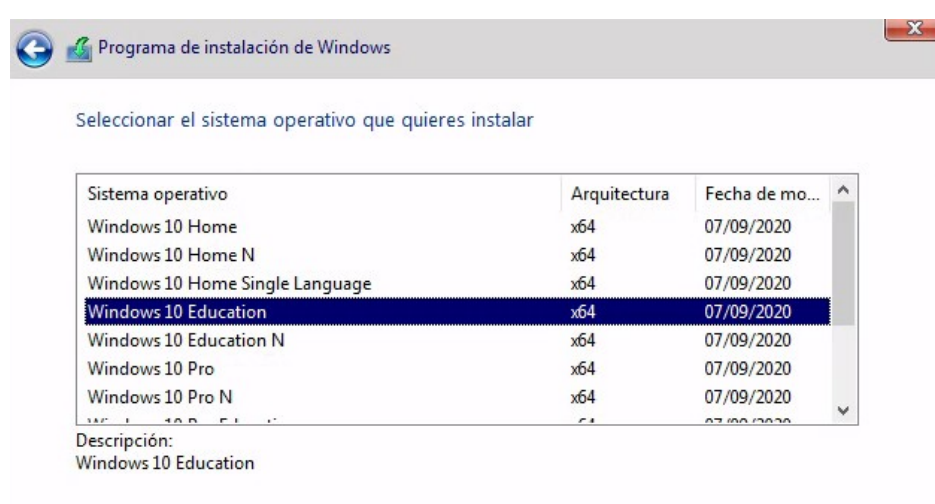 Programa de instalación de Windows
Seleccionar el sistema operativo que quieres instalar
Sistema operativo Arquitectura Fecha de mo...
Windows 10 Home x64 07/09/2020
Windows 10 Home N x64 07/09/2020
Windows 10 Home Single Language x64 07/09/2020
Windows 10 Education x64 07/09/2020
Windows 10 Education N x64 07/09/2020
Windows 10 Pro x64 07/09/2020
Windows 10 Pro N x64 07/09/2020
Descripción:
Windows 10 Education